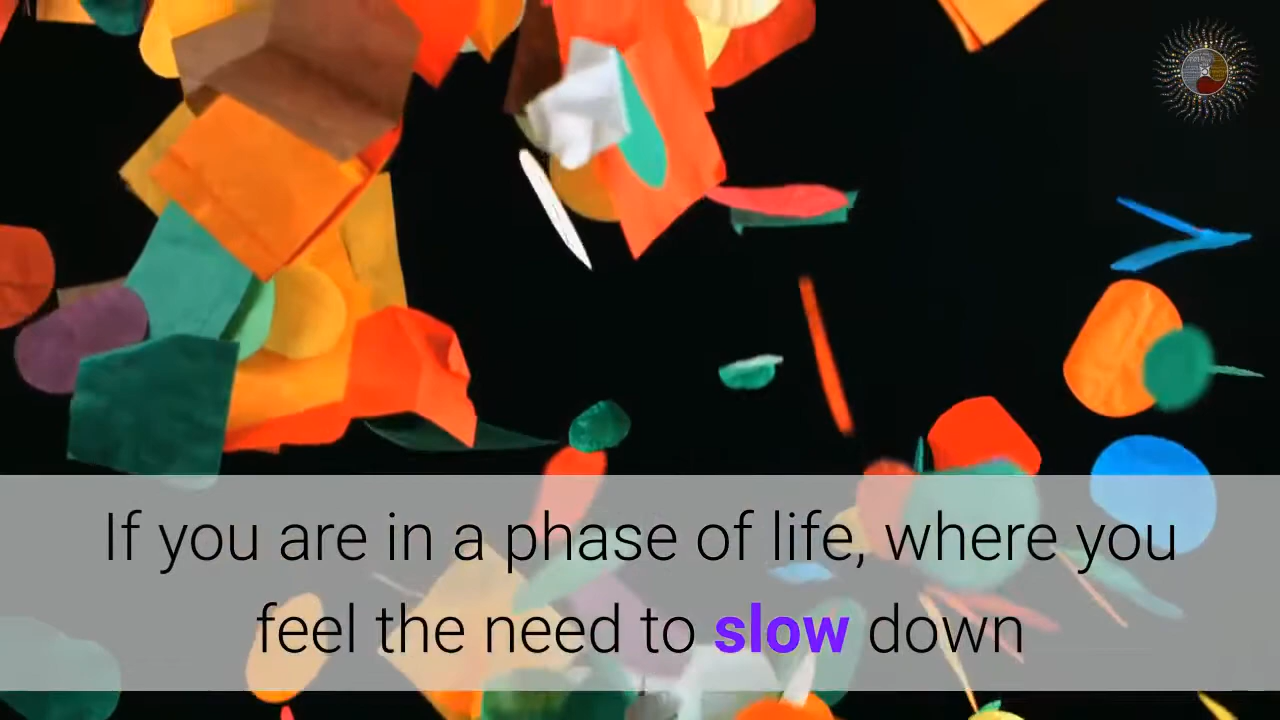 If you are in a phase of life, where you
feel the need to slow down